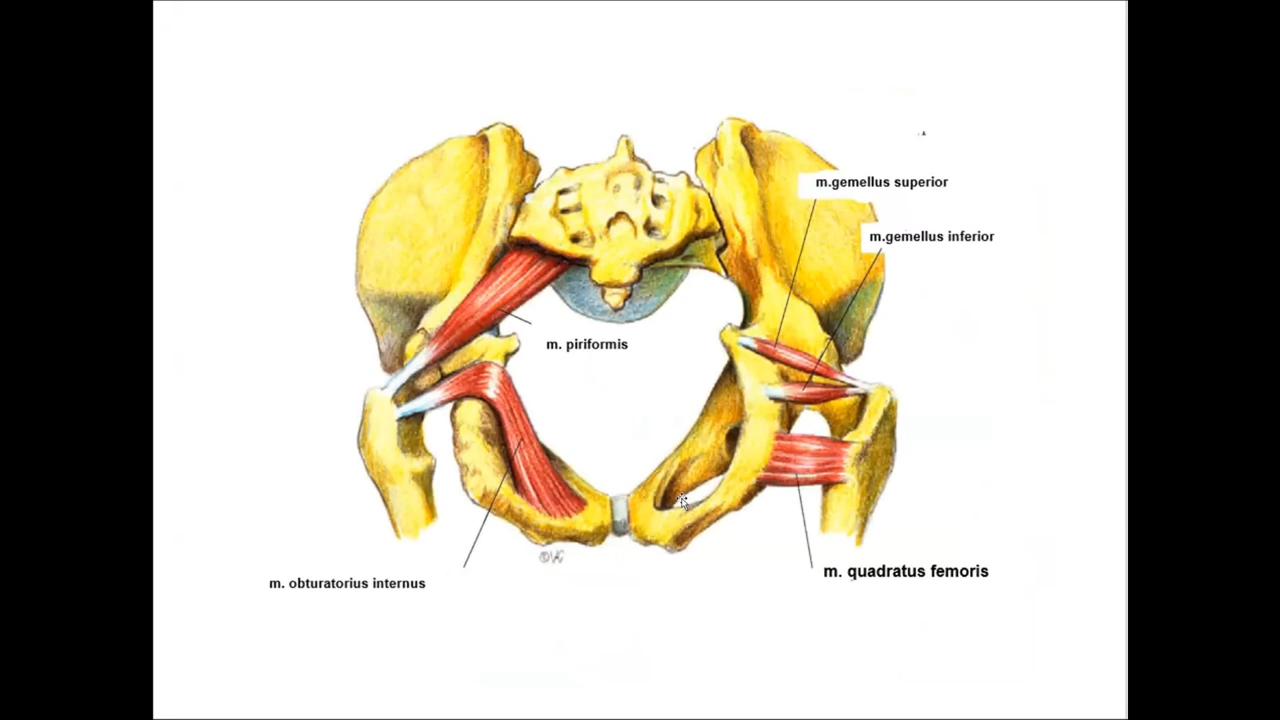 m.gemellus superior
m.gemellus inferior
m. piriformis
m. quadratus femoris
m. obturatorius internus